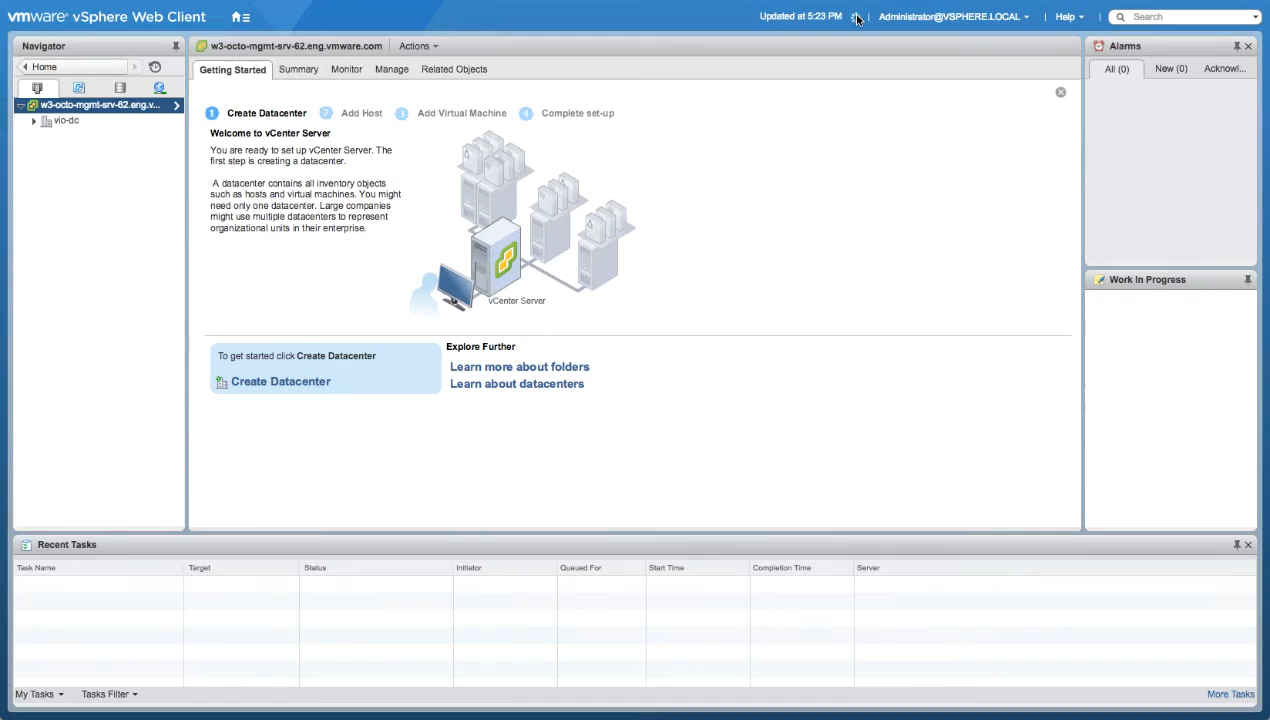 vmware vSphere Web Client
Updated at 5:23 PM
Administrator@VSPHERE.LOCAL
Help
Search
Navigator
Home
w3-octo-mgmt-srv-62.eng.v...
vio-dc
w3-octo-mgmt-srv-62.eng.vmware.com
Actions
Getting Started
Summary
Monitor
Manage
Related Objects
1 Create Datacenter
2 Add Host
3 Add Virtual Machine
4 Complete set-up
Welcome to vCenter Server
You are ready to set up vCenter Server. The
first step is creating a datacenter.
A datacenter contains all inventory objects
such as hosts and virtual machines. You might
need only one datacenter. Large companies
might use multiple datacenters to represent
organizational units in their enterprise.
vCenter Server
To get started click Create Datacenter
Create Datacenter
Explore Further
Learn more about folders
Learn about datacenters
Alarms
All (0)
New (0)
Acknowl...
Work In Progress
Recent Tasks
Task Name
Target
Status
Initiator
Queued For
Start Time
Completion Time
Server
My Tasks
Tasks Filter
More Tasks